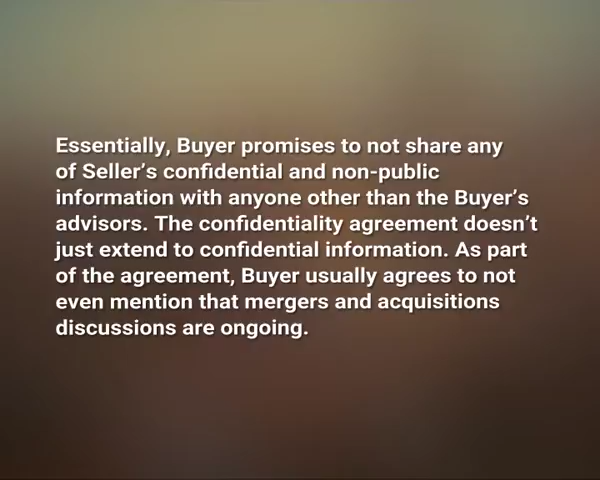 Essentially, Buyer promises to not share any
of Seller’s confidential and non-public
information with anyone other than the Buyer’s
advisors. The confidentiality agreement doesn’t
just extend to confidential information. As part
of the agreement, Buyer usually agrees to not
even mention that mergers and acquisitions
discussions are ongoing.